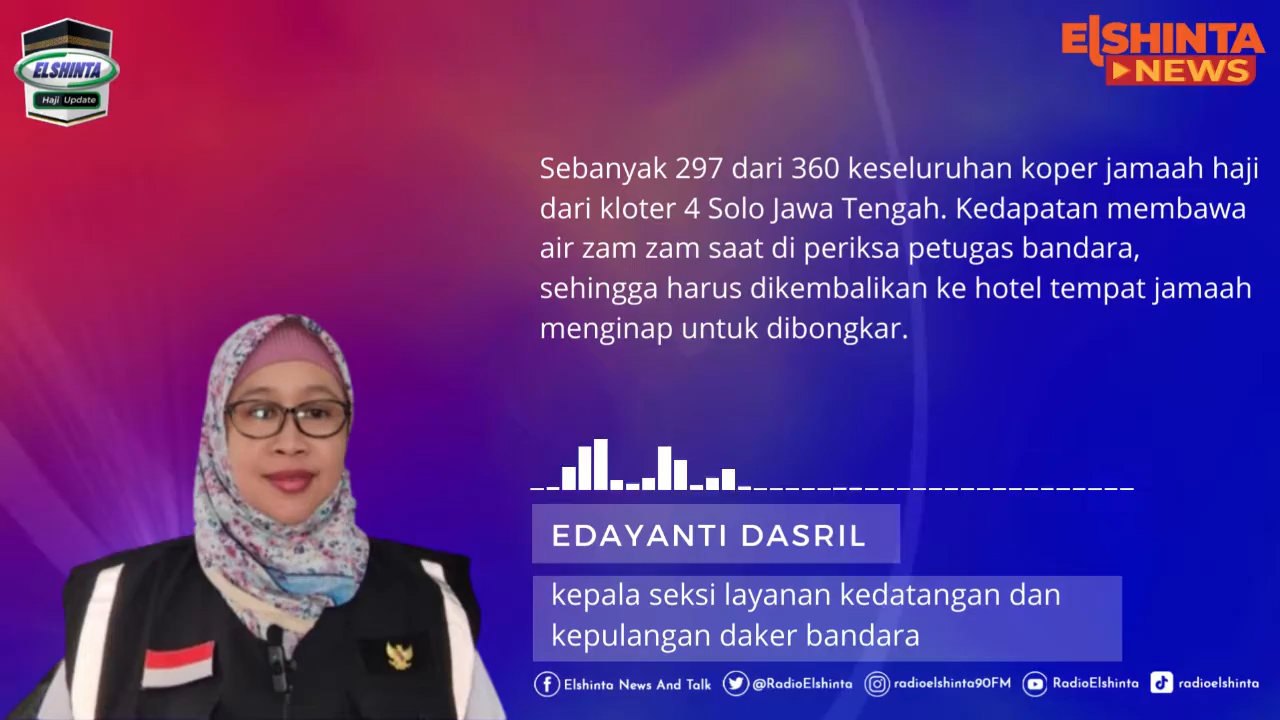 ELSHINTA
Haji Update
ElSHINTA
NEWS
Sebanyak 297 dari 360 keseluruhan koper jamaah haji
dari kloter 4 Solo Jawa Tengah. Kedapatan membawa
air zam zam saat di periksa petugas bandara,
sehingga harus dikembalikan ke hotel tempat jamaah
menginap untuk dibongkar.
EDAYANTI DASRIL
kepala seksi layanan kedatangan dan
kepulangan daker bandara
Elshinta News And Talk @RadioElshinta radioelshinta90FM RadioElshinta radioelshinta